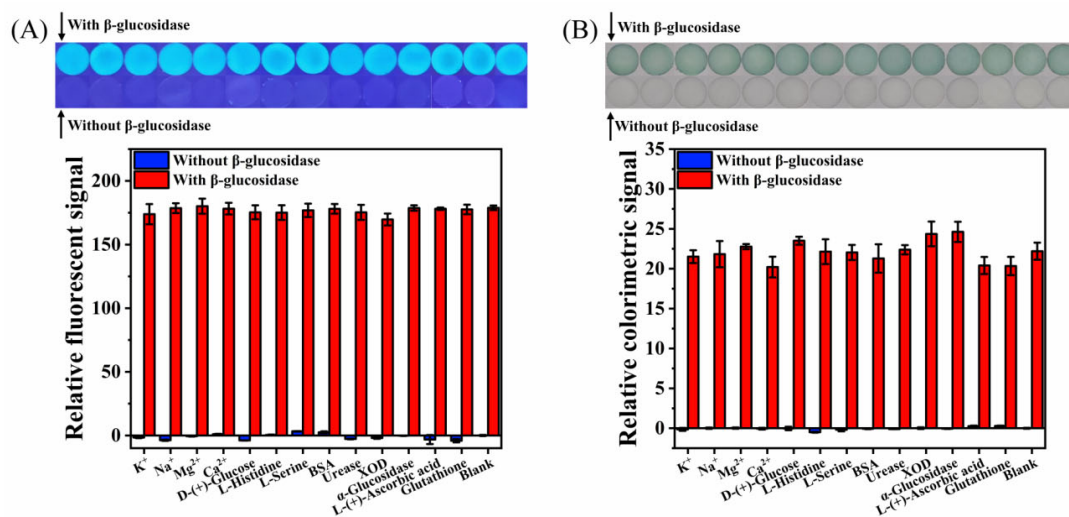 (A)
With β-glucosidase
Without β-glucosidase
Relative fluorescent signal
200
150
100
50
0
Without β-glucosidase
With β-glucosidase
K⁺
Na⁺
Mg²⁺
Ca²⁺
D-(+)-Glucose
L-Histidine
L-Serine
BSA
Urease
XOD
α-Glucosidase
L-(+)-Ascorbic acid
Glutathione
Blank
(B)
With β-glucosidase
Without β-glucosidase
Relative colorimetric signal
35
30
25
20
15
10
5
0
Without β-glucosidase
With β-glucosidase
K⁺
Na⁺
Mg²⁺
Ca²⁺
D-(+)-Glucose
L-Histidine
L-Serine
BSA
Urease
XOD
α-Glucosidase
L-(+)-Ascorbic acid
Glutathione
Blank